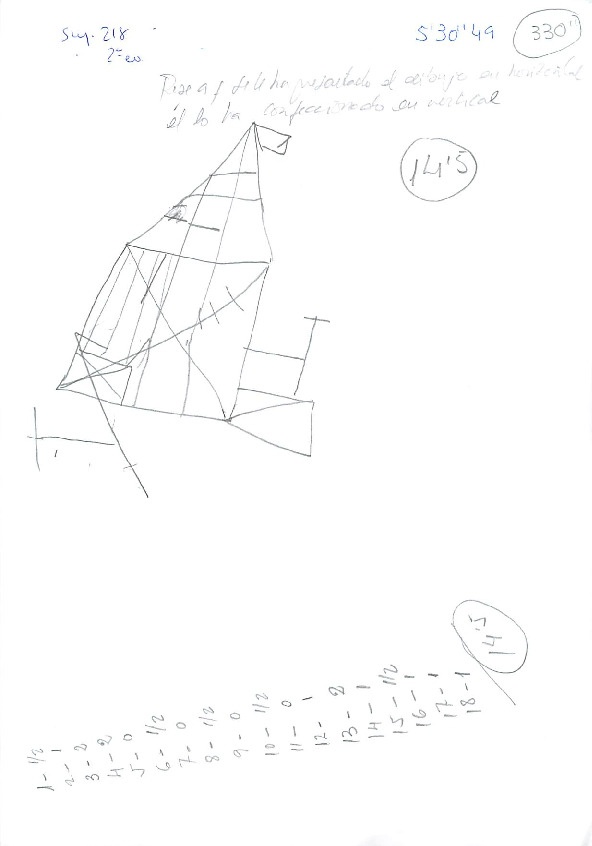 Suj. 218
2º eso
5'30"49
330"
Pese a q se le ha presentado el dibujo en horizontal
él lo ha confeccionado en vertical
14'5
14'5
1 - 1/2
2 - 1
3 - 2
4 - 2
5 - 0
6 - 1/2
7 - 0
8 - 1/2
9 - 0
10 - 1/2
11 - 0
12 - 1
13 - 2
14 - 1
15 - 1/2
16 - 1
17 - 1
18 - 1